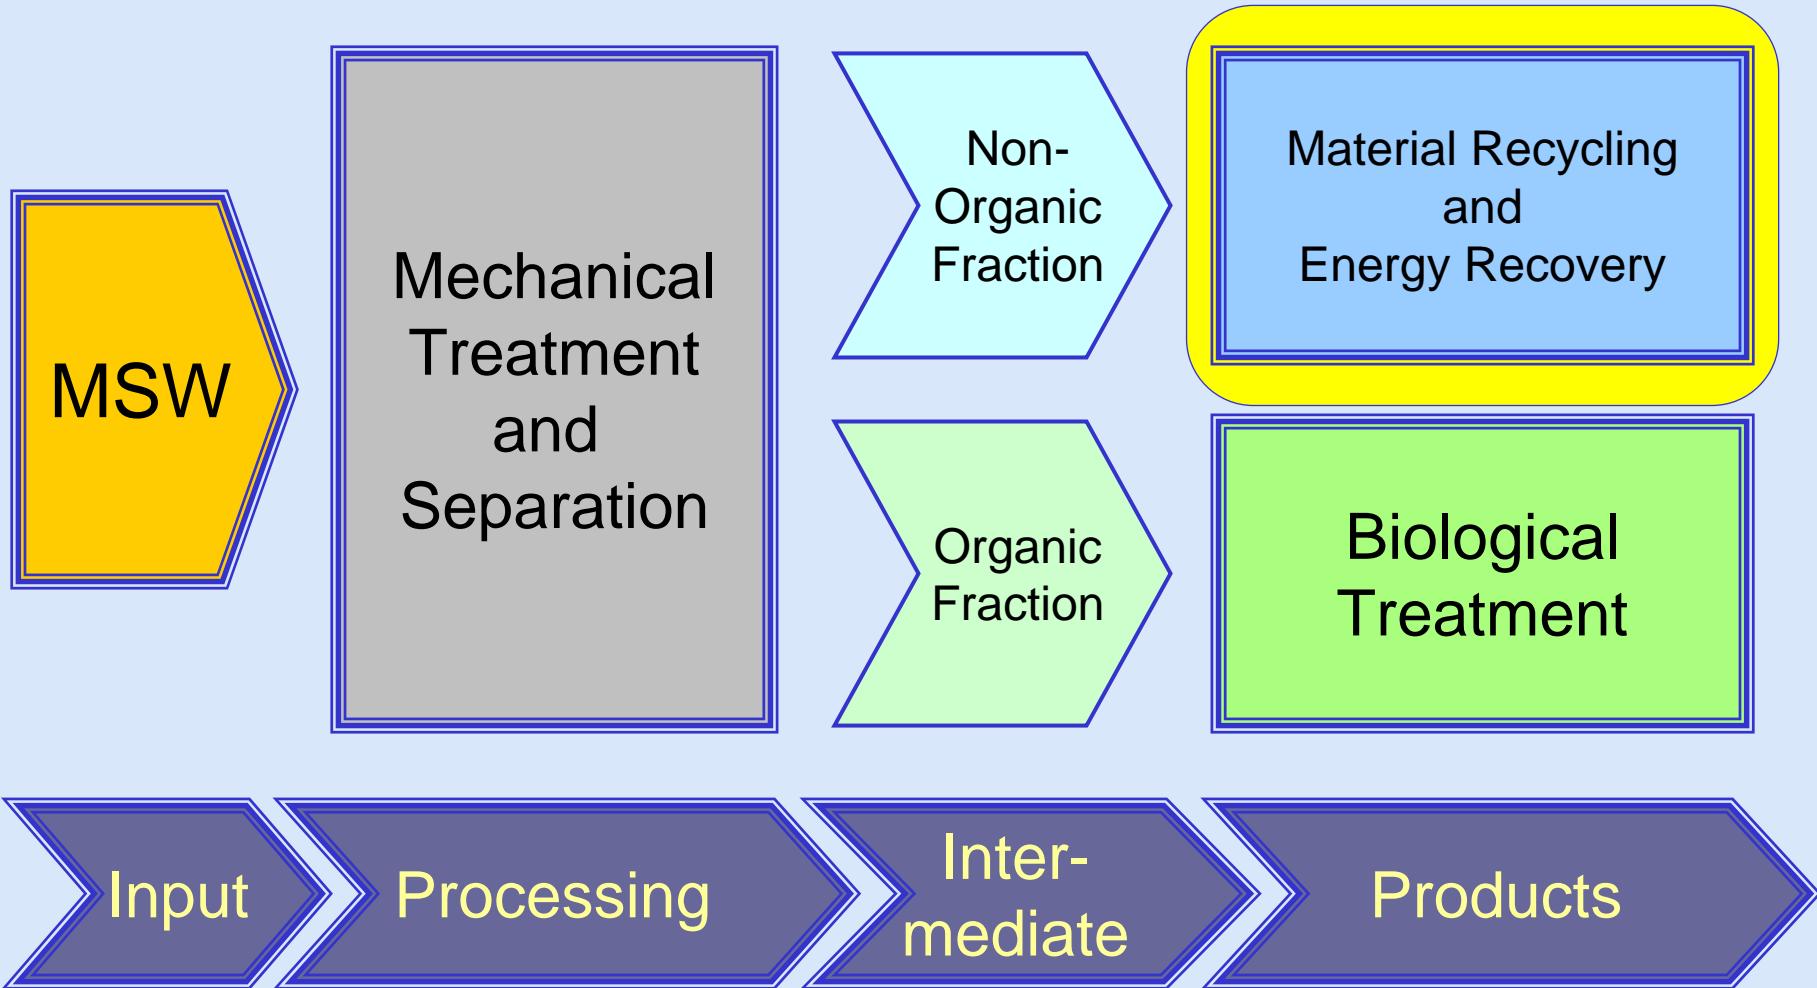 MSW
Mechanical
Treatment
and
Separation
Non-
Organic
Fraction
Material Recycling
and
Energy Recovery
Organic
Fraction
Biological
Treatment
Input
Processing
Inter-
mediate
Products